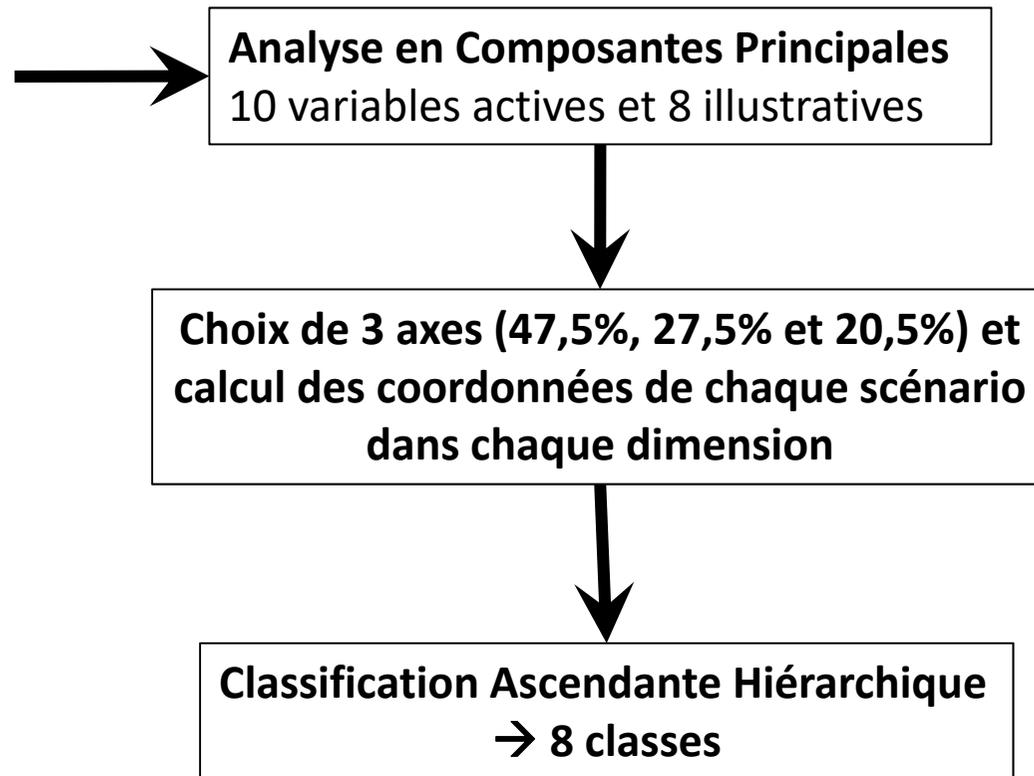 Analyse en Composantes Principales
10 variables actives et 8 illustratives
Choix de 3 axes (47,5%, 27,5% et 20,5%) et
calcul des coordonnées de chaque scénario
dans chaque dimension
Classification Ascendante Hiérarchique
→ 8 classes